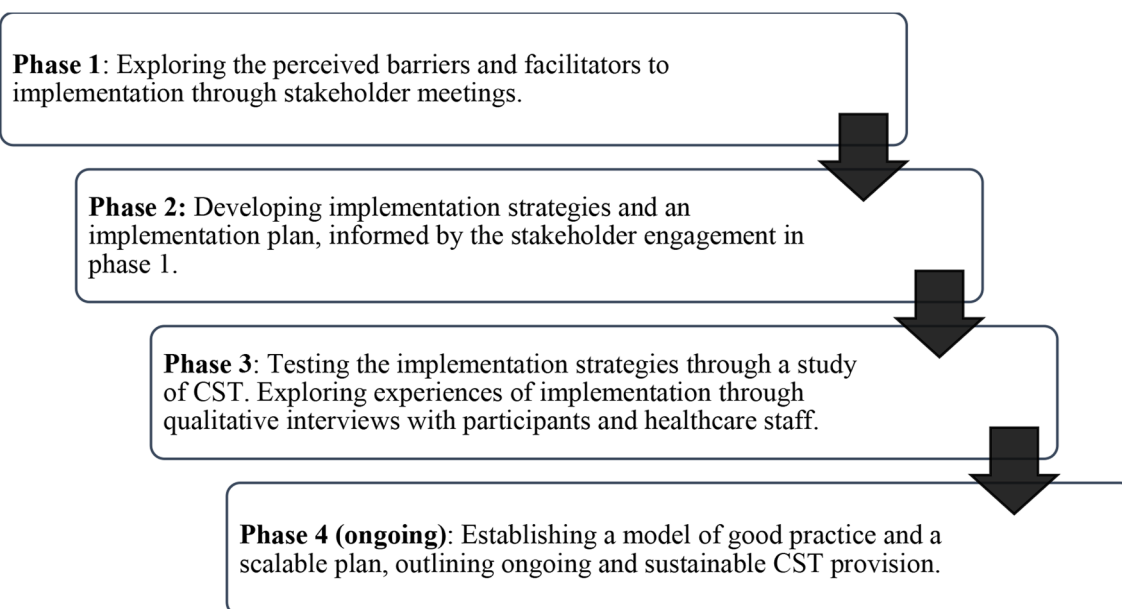 Phase 1: Exploring the perceived barriers and facilitators to
implementation through stakeholder meetings.
Phase 2: Developing implementation strategies and an
implementation plan, informed by the stakeholder engagement in
phase 1.
Phase 3: Testing the implementation strategies through a study
of CST. Exploring experiences of implementation through
qualitative interviews with participants and healthcare staff.
Phase 4 (ongoing): Establishing a model of good practice and a
scalable plan, outlining ongoing and sustainable CST provision.